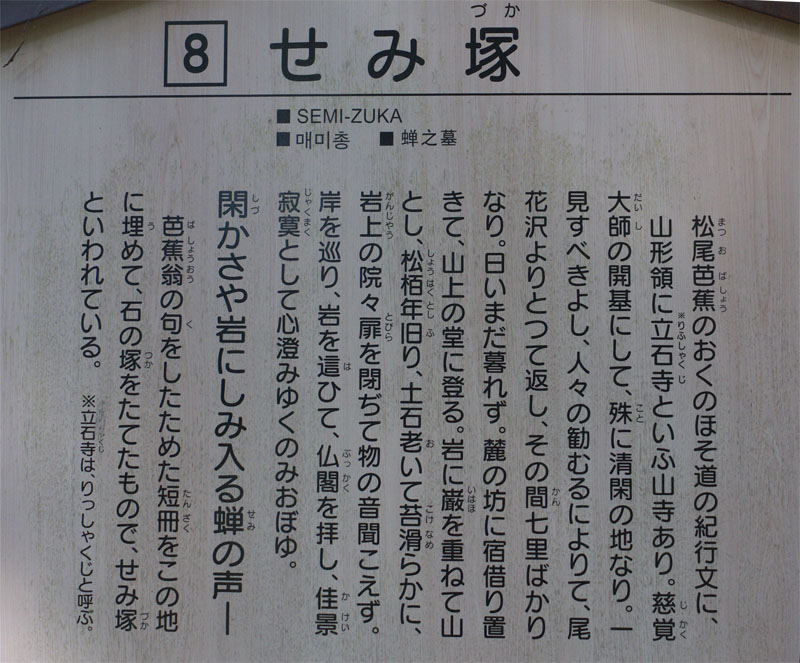 8 せみ塚
■ SEMI-ZUKA
■ 매미총 ■ 蝉之墓
松尾芭蕉のおくのほそ道の紀行文に、
山形領に立石寺といふ山寺あり。慈覚
大師の開基にして、殊に清閑の地なり。一
見すべきよし、人々の勧むるによりて、尾
花沢よりとつて返し、その間七里ばかり
なり。日いまだ暮れず。麓の坊に宿借り置
きて、山上の堂に登る。岩に巌を重ねて山
とし、松栢年旧り、土石老いて苔滑らかに、
岩上の院々扉を閉ぢて物の音聞こえず。
岸を巡り、岩を這ひて、仏閣を拝し、佳景
寂寞として心澄みゆくのみおぼゆ。
閑かさや岩にしみ入る蝉の声ー
芭蕉翁の句をしたためた短冊をこの地
に埋めて、石の塚をたてたもので、せみ塚
といわれている。 ※立石寺は、りっしゃくじと呼ぶ。